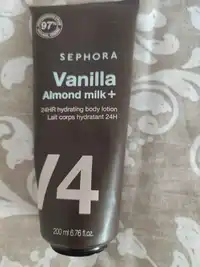 97%
SEPHORA
Vanilla
Almond milk +
24HR hydrating body lotion
Lait corps hydratant 24H
V4
200 ml 6.76 fl.oz.